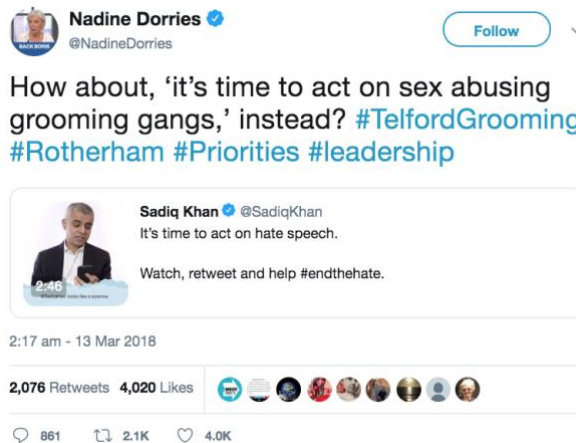 Nadine Dorries
@NadineDorries
Follow
BACK BORIS
How about, ‘it’s time to act on sex abusing
grooming gangs,’ instead? #TelfordGrooming
#Rotherham #Priorities #leadership
Sadiq Khan @SadiqKhan
It’s time to act on hate speech.
Watch, retweet and help #endthehate.
2:46
2:17 am - 13 Mar 2018
2,076 Retweets 4,020 Likes
861 2.1K 4.0K